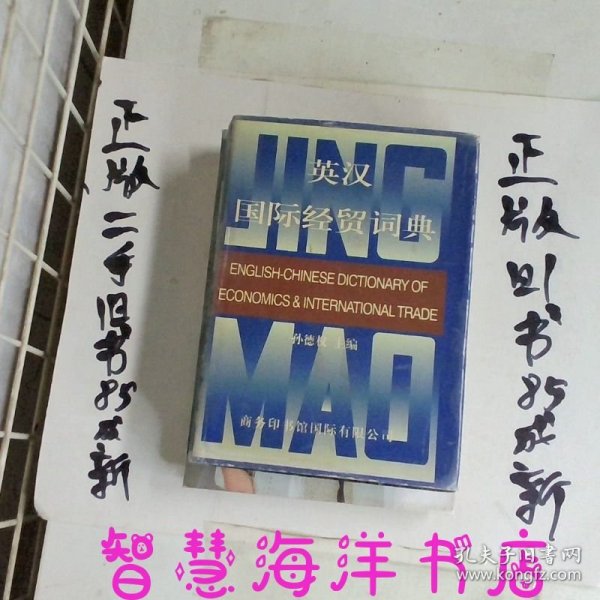 正版二手旧书85成新
JING
英汉
国际经贸词典
ENGLISH-CHINESE DICTIONARY OF
ECONOMICS & INTERNATIONAL TRADE
孙德权 主编
MAO
商务印书馆国际有限公司
正版旧书85成新
智慧海洋书店
孔夫子旧书网
www.kongfz.com